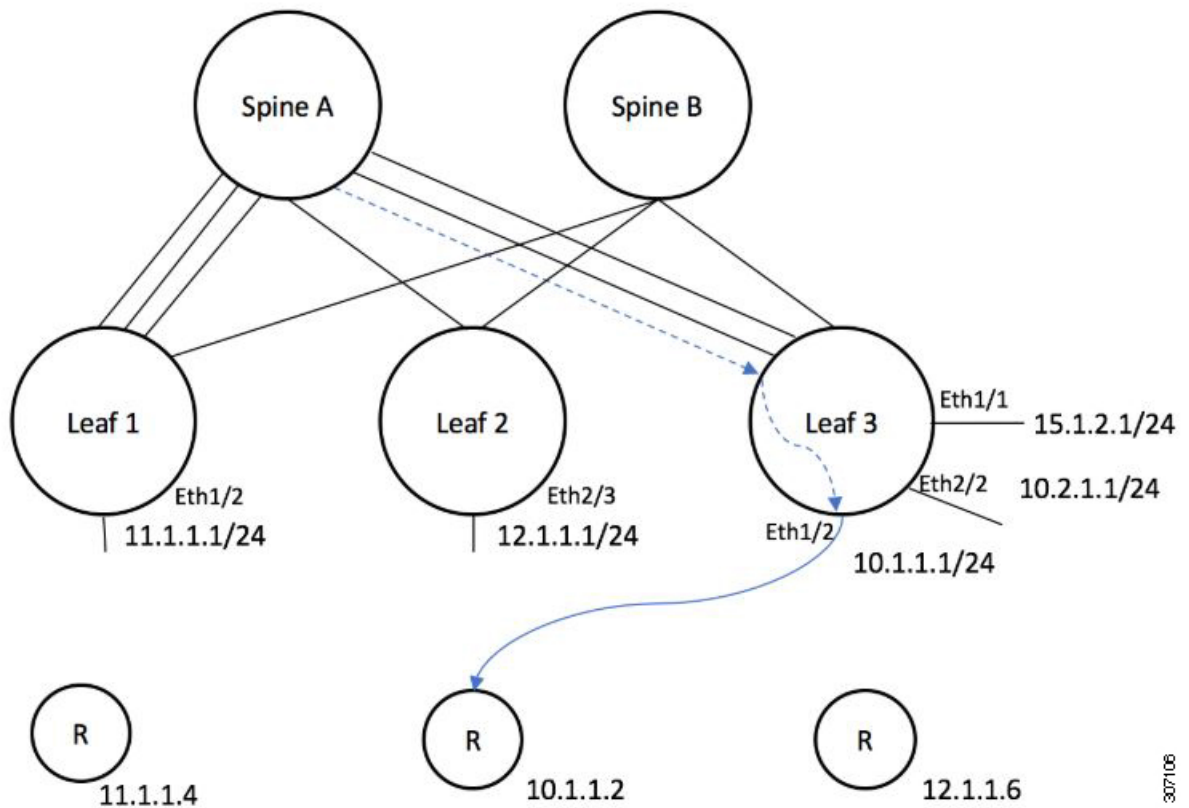 Spine A
Spine B
Leaf 1
Leaf 2
Leaf 3
Eth1/1
15.1.2.1/24
Eth2/2
10.2.1.1/24
Eth1/2
11.1.1.1/24
Eth2/3
12.1.1.1/24
Eth1/2
10.1.1.1/24
R
11.1.1.4
R
10.1.1.2
R
12.1.1.6
307106